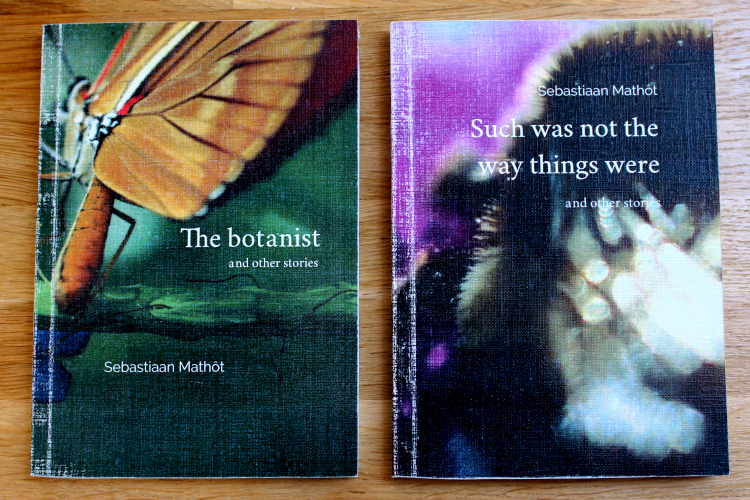 The botanist
and other stories
Sebastiaan Mathôt
Sebastiaan Mathôt
Such was not the
way things were
and other stories